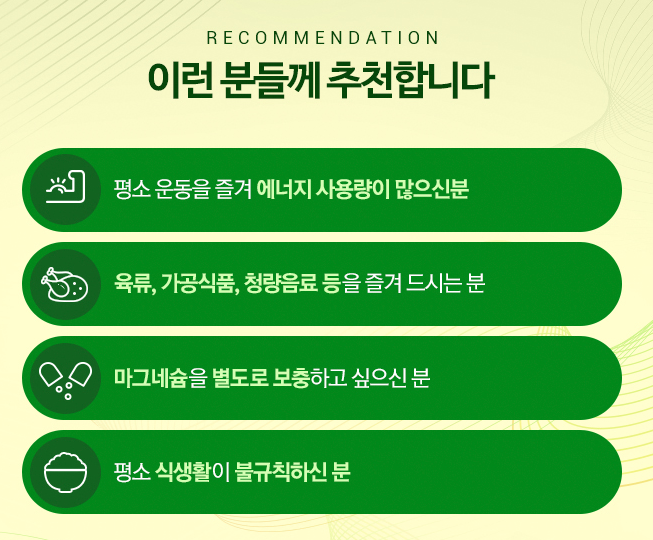 RECOMMENDATION
이런 분들께 추천합니다
평소 운동을 즐겨 에너지 사용량이 많으신분
육류, 가공식품, 청량음료 등을 즐겨 드시는 분
마그네슘을 별도로 보충하고 싶으신 분
평소 식생활이 불규칙하신 분